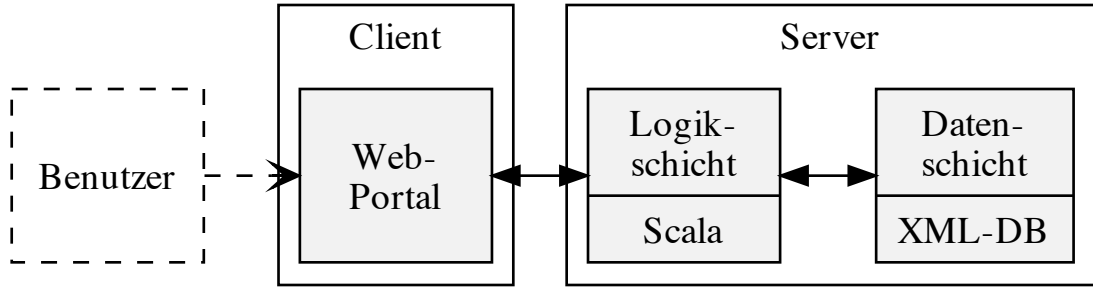 Client
Server
Benutzer
Web-
Portal
Logik-
schicht
Scala
Daten-
schicht
XML-DB